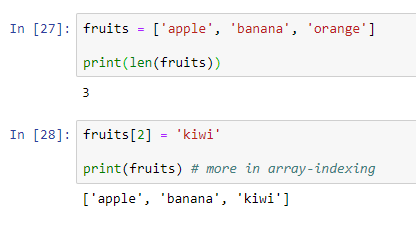 In [27]: fruits = ['apple', 'banana', 'orange']
print(len(fruits))
3
In [28]: fruits[2] = 'kiwi'
print(fruits) # more in array-indexing
['apple', 'banana', 'kiwi']